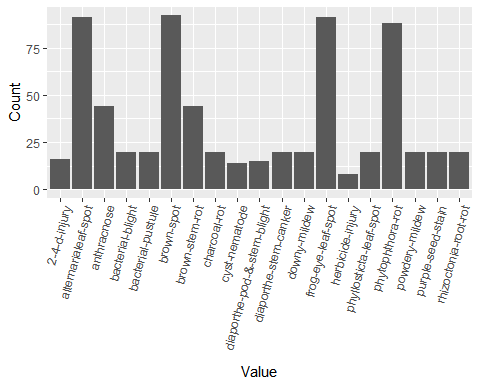 Count
75
50
25
0
2-4-d-injury
alternarialeaf-spot
anthracnose
bacterial-blight
bacterial-pustule
brown-spot
brown-stem-rot
charcoal-rot
cyst-nematode
diaporthe-pod-&-stem-blight
diaporthe-stem-canker
downy-mildew
frog-eye-leaf-spot
herbicide-injury
phyllosticta-leaf-spot
phytophthora-rot
powdery-mildew
purple-seed-stain
rhizoctonia-root-rot
Value